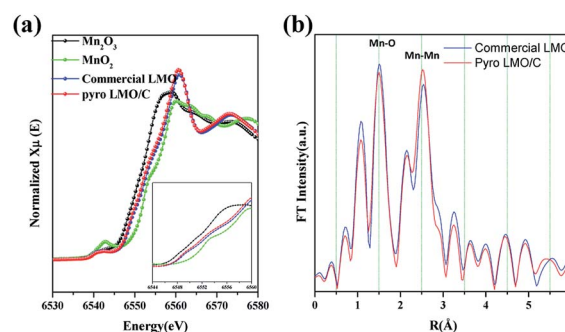 (a)
Mn2O3
MnO2
Commercial LMO
pyro LMO/C
Normalized Xμ (E)
6544 6548 6552 6556 6560
6530 6540 6550 6560 6570 6580
Energy(eV)
(b)
Commercial LMO
Pyro LMO/C
Mn-O
Mn-Mn
FT Intensity(a.u.)
0 1 2 3 4 5
R(Å)